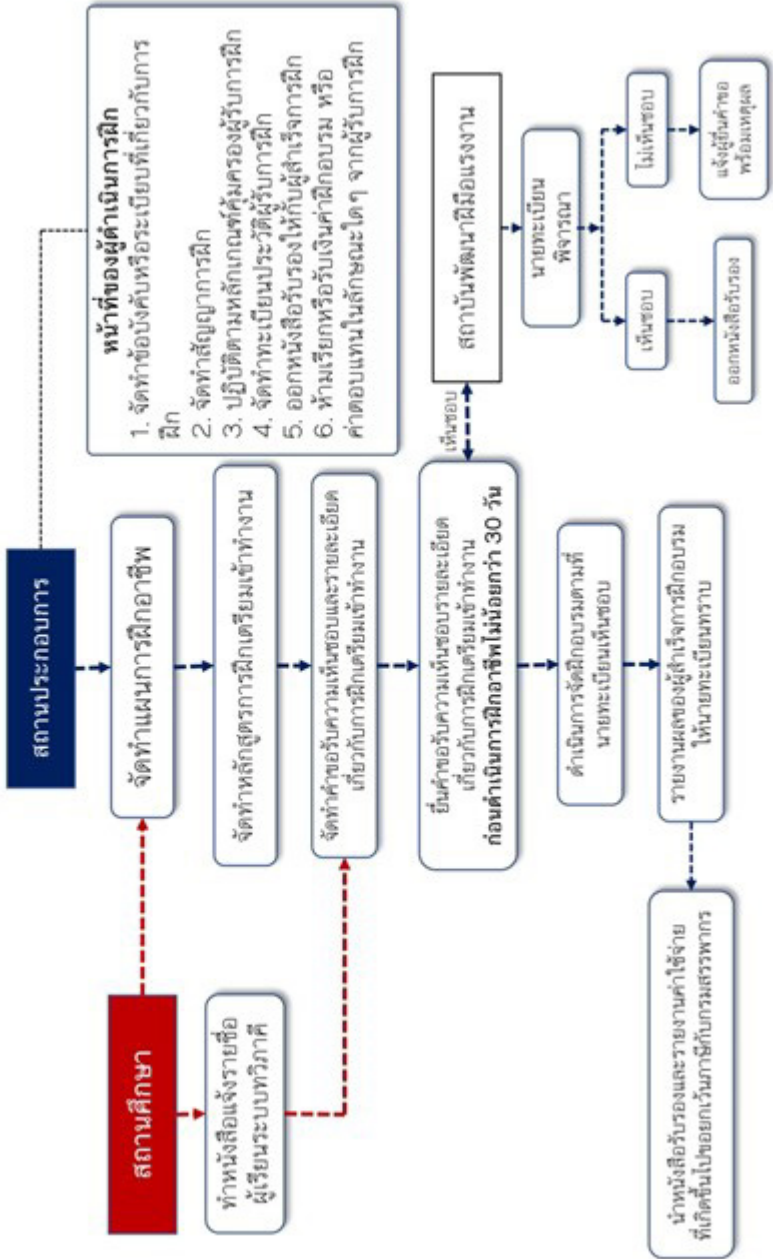 สถานประกอบการ
สถานศึกษา
จัดทำแผนการฝึกอาชีพ
หน้าที่ของผู้ดำเนินการฝึก
1. จัดทำข้อบังคับหรือระเบียบที่เกี่ยวกับการ
ฝึก
2. จัดทำสัญญาการฝึก
3. ปฏิบัติตามหลักเกณฑ์คุ้มครองผู้รับการฝึก
4. จัดทำทะเบียนประวัติผู้รับการฝึก
5. ออกหนังสือรับรองให้กับผู้สำเร็จการฝึก
6. ห้ามเรียกหรือรับเงินค่าฝึกอบรม หรือ
ค่าตอบแทนในลักษณะใดๆ จากผู้รับการฝึก
ทำหนังสือแจ้งรายชื่อ
ผู้เรียนระบบทวิภาคี
จัดทำหลักสูตรการฝึกเตรียมเข้าทำงาน
จัดทำคำขอรับความเห็นชอบและรายละเอียด
เกี่ยวกับการฝึกเตรียมเข้าทำงาน
ยื่นคำขอรับความเห็นชอบรายละเอียด
เกี่ยวกับการฝึกเตรียมเข้าทำงาน
ก่อนดำเนินการฝึกอาชีพไม่น้อยกว่า 30 วัน
เห็นชอบ
สถาบันพัฒนาฝีมือแรงงาน
นายทะเบียน
พิจารณา
เห็นชอบ
ไม่เห็นชอบ
ออกหนังสือรับรอง
แจ้งผู้ยื่นคำขอ
พร้อมเหตุผล
ดำเนินการจัดฝึกอบรมตามที่
นายทะเบียนเห็นชอบ
รายงานผลของผู้สำเร็จการฝึกอบรม
ให้นายทะเบียนทราบ
นำหนังสือรับรองและรายงานค่าใช้จ่าย
ที่เกิดขึ้นไปขอยกเว้นภาษีกับกรมสรรพากร